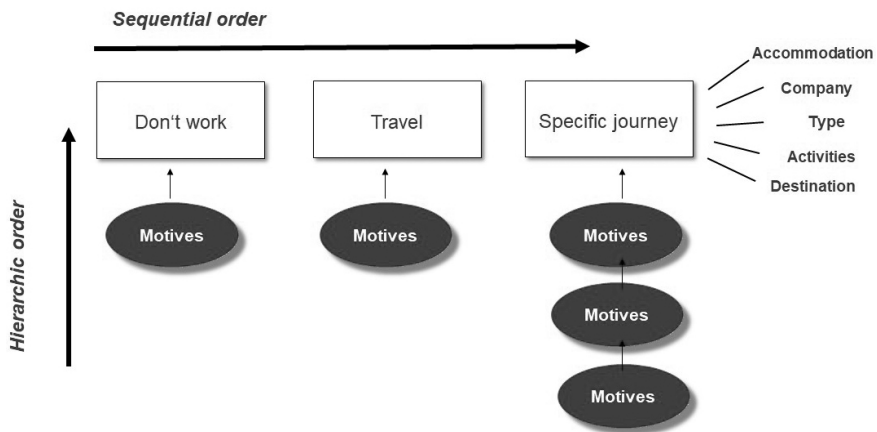 Sequential order
Accommodation
Company
Don't work
Travel
Specific journey
Type
Activities
Destination
Hierarchic order
Motives
Motives
Motives
Motives
Motives